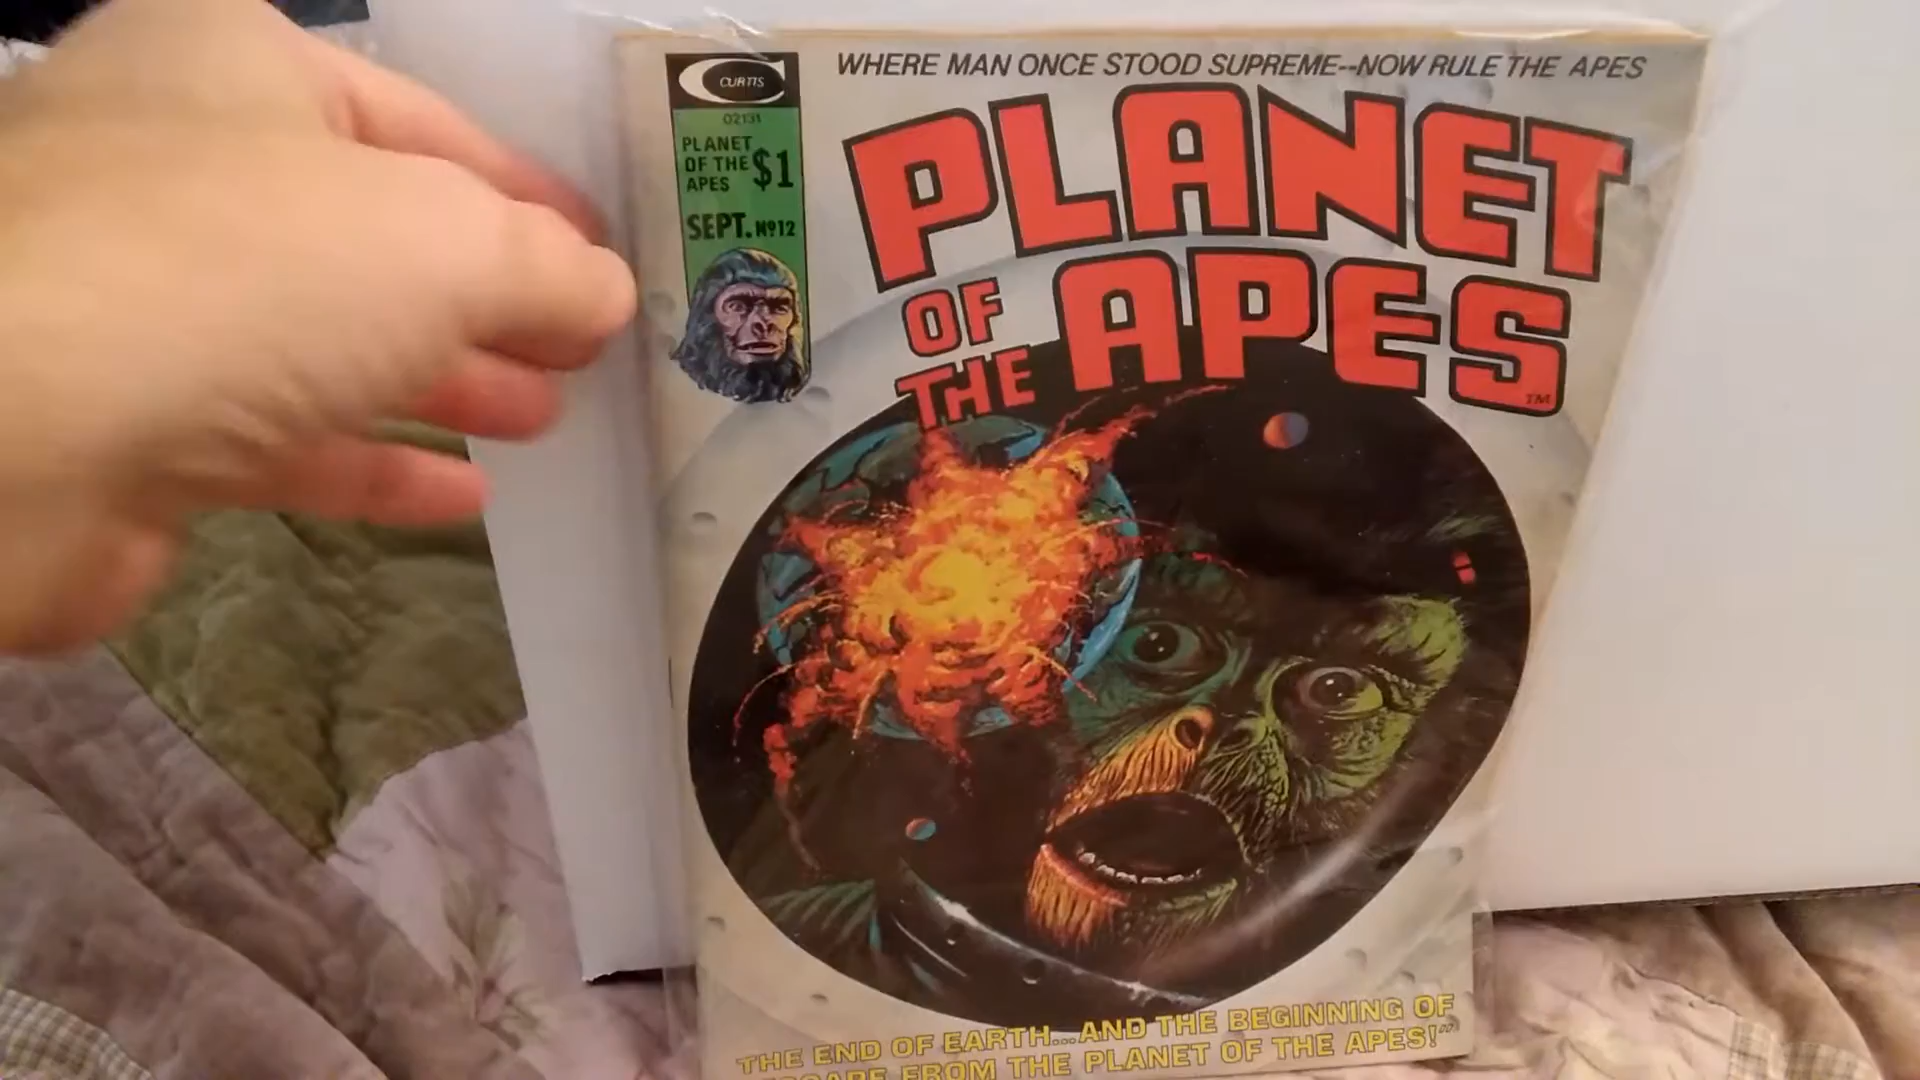 WHERE MAN ONCE STOOD SUPREME--NOW RULE THE APES
CURTIS
02131
PLANET
OF THE
APES
$1
SEPT. Nº12
PLANET
OF
THE APES
TM
"THE END OF EARTH...AND THE BEGINNING OF
ESCAPE FROM THE PLANET OF THE APES!"